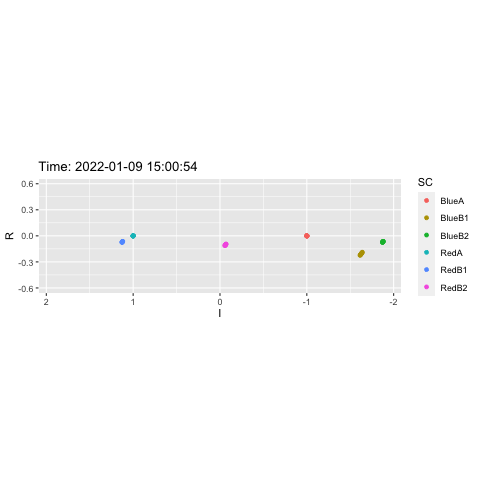 Time: 2022-01-09 15:00:54
SC
BlueA
BlueB1
BlueB2
RedA
RedB1
RedB2
R
0.6
0.3
0.0
-0.3
-0.6
2
1
0
-1
-2
I